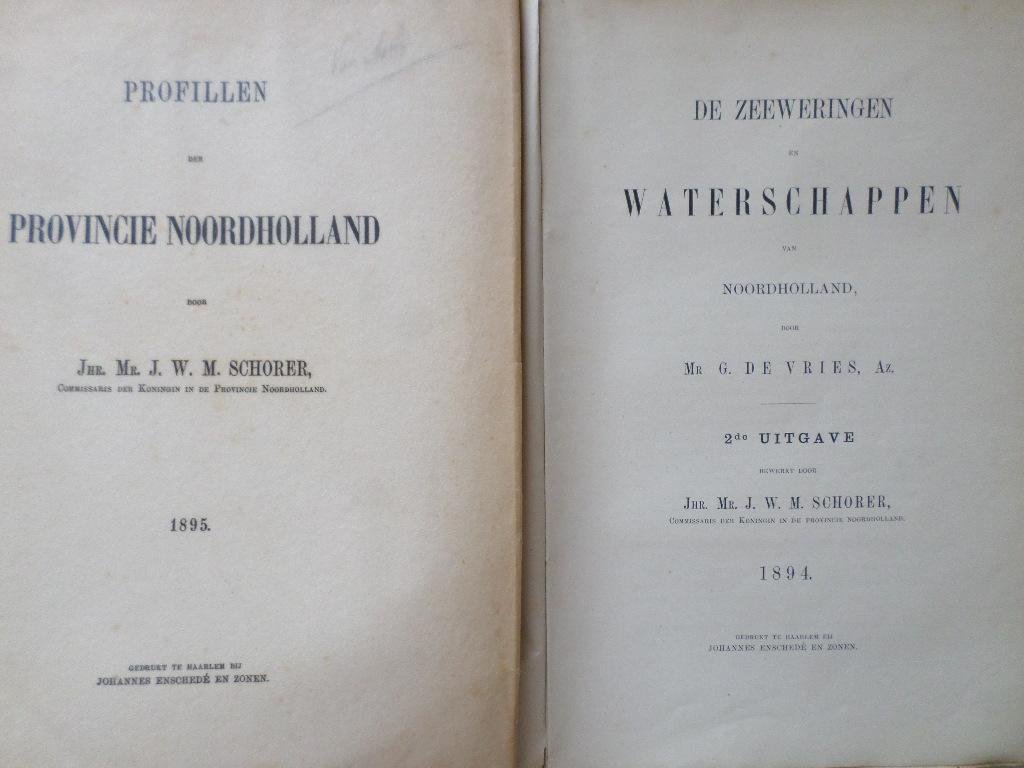 PROFILLEN
DER
PROVINCIE NOORDHOLLAND
DOOR
JHR. MR. J. W. M. SCHORER,
COMMISSARIS DER KONINGIN IN DE PROVINCIE NOORDHOLLAND.
1895.
GEDRUKT TE HAARLEM BIJ
JOHANNES ENSCHEDÉ EN ZONEN.
DE ZEEWERINGEN
EN
WATERSCHAPPEN
VAN
NOORDHOLLAND,
DOOR
MR G. DE VRIES, AZ.
2de UITGAVE
BEWERKT DOOR
JHR. MR. J. W. M. SCHORER,
COMMISSARIS DER KONINGIN IN DE PROVINCIE NOORDHOLLAND.
1894.
GEDRUKT TE HAARLEM BIJ
JOHANNES ENSCHEDÉ EN ZONEN.